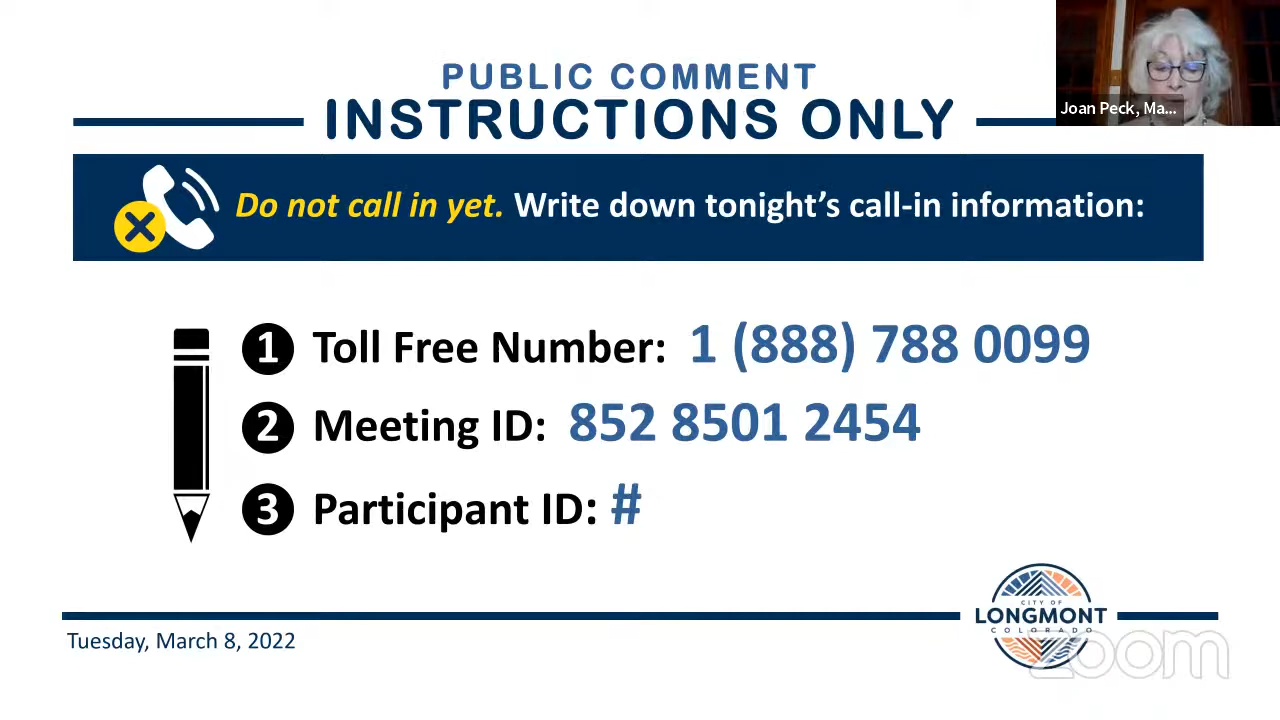 PUBLIC COMMENT
INSTRUCTIONS ONLY
Joan Peck, Ma...
Do not call in yet. Write down tonight’s call-in information:
1 Toll Free Number: 1 (888) 788 0099
2 Meeting ID: 852 8501 2454
3 Participant ID: #
CITY OF
LONGMONT
COLORADO
Tuesday, March 8, 2022
zoom